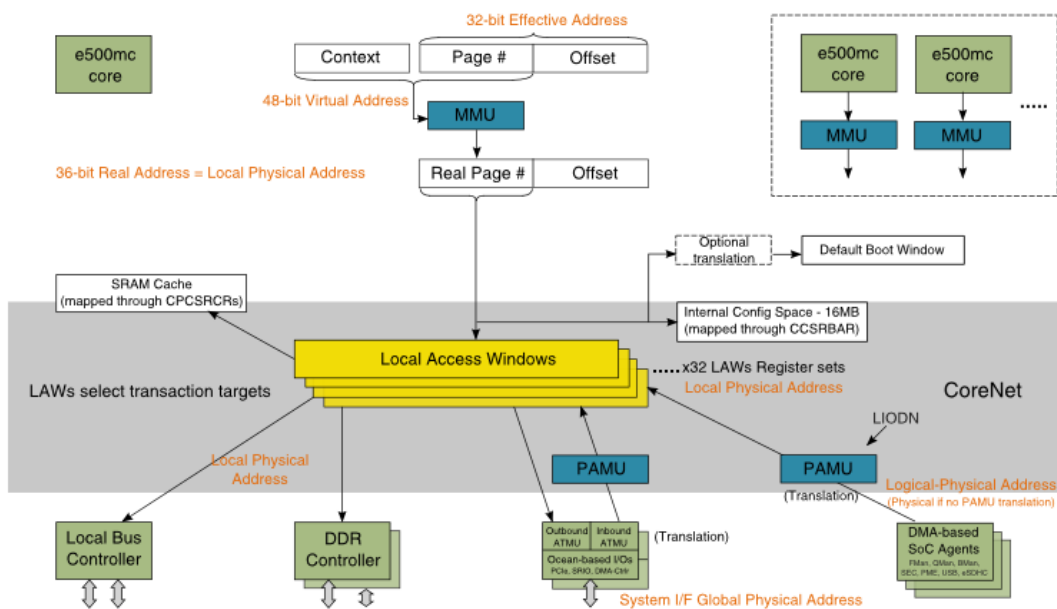 32-bit Effective Address
e500mc
core
Context
Page #
Offset
48-bit Virtual Address
MMU
e500mc
core
e500mc
core
.....
MMU
MMU
36-bit Real Address = Local Physical Address
Real Page #
Offset
Optional
translation
Default Boot Window
SRAM Cache
(mapped through CPCSRCRs)
Internal Config Space - 16MB
(mapped through CCSRBAR)
Local Access Windows
.....x32 LAWs Register sets
Local Physical Address
LAWs select transaction targets
CoreNet
LIODN
Local Physical
Address
PAMU
PAMU
(Translation)
Logical-Physical Address
(Physical if no PAMU translation)
Local Bus
Controller
DDR
Controller
Outbound
ATMU
Inbound
ATMU
(Translation)
Ocean-based I/Os
PCIe, SRIO, DMA-Ctrlr
DMA-based
SoC Agents
FMan, QMan, BMan,
SEC, PME, USB, eSDHC
System I/F Global Physical Address